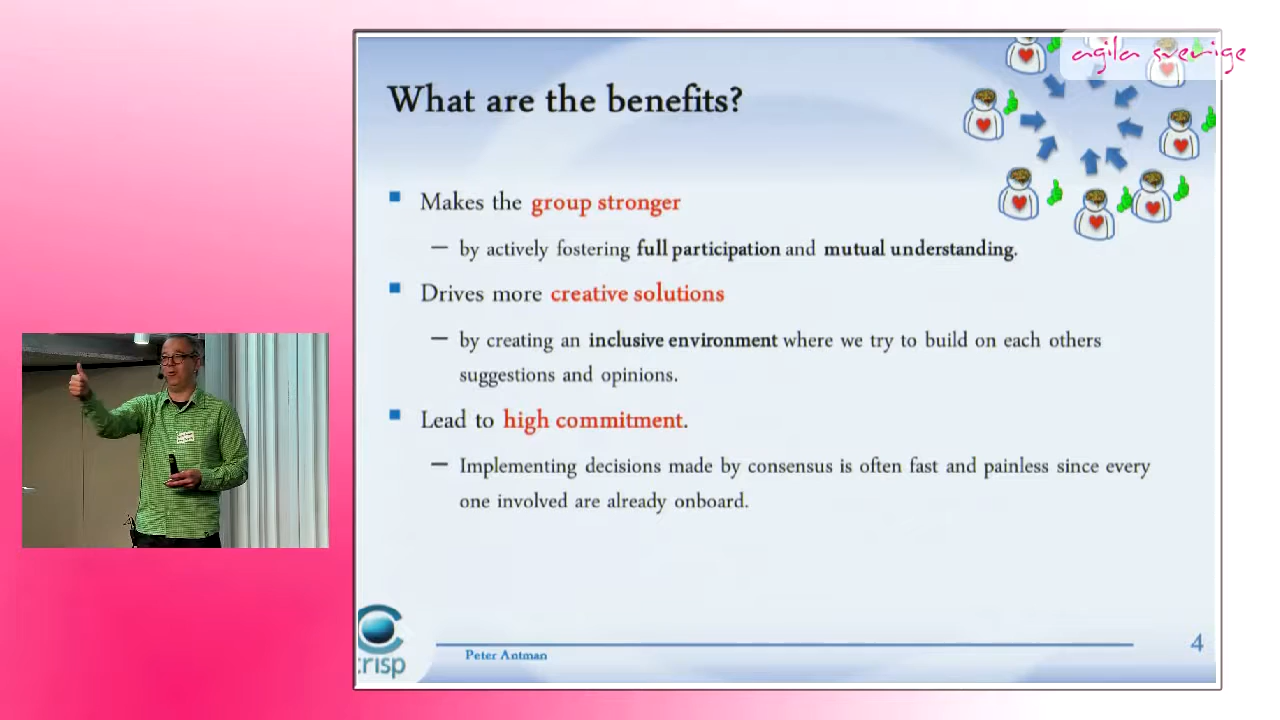 agila sverige
What are the benefits?
Makes the group stronger
– by actively fostering full participation and mutual understanding.
Drives more creative solutions
– by creating an inclusive environment where we try to build on each others
suggestions and opinions.
Lead to high commitment.
– Implementing decisions made by consensus is often fast and painless since every
one involved are already onboard.
crisp
Peter Antman
4